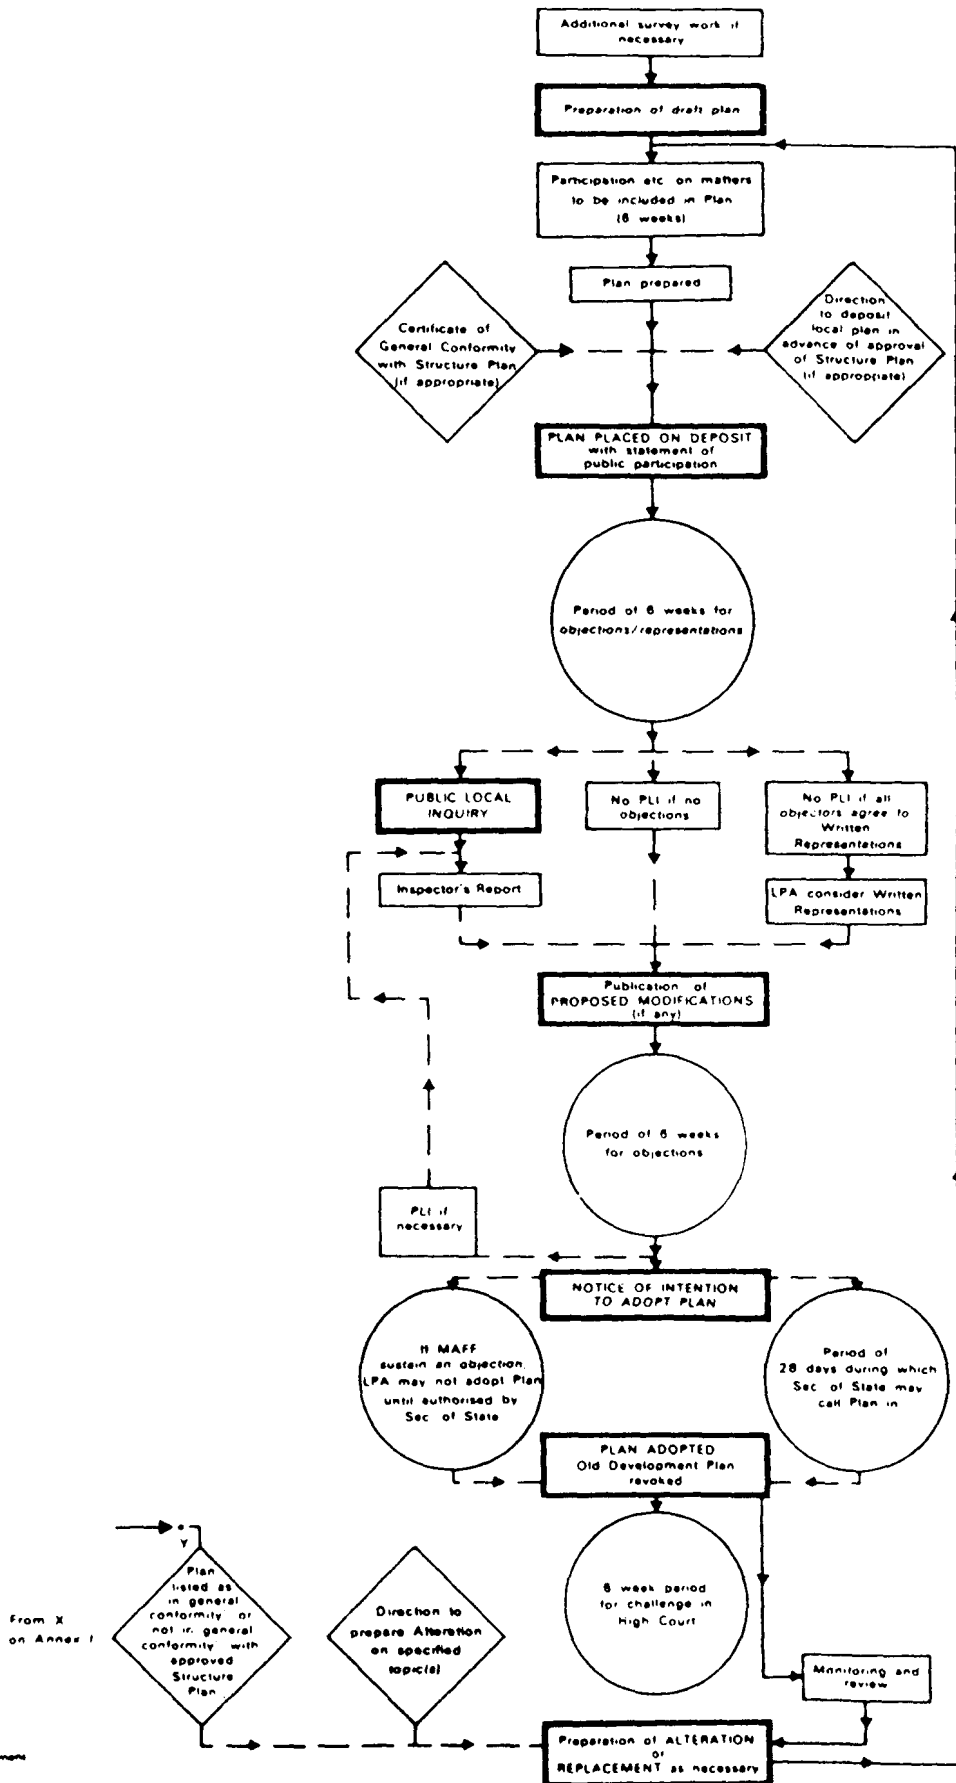 Additional survey work if
necessary
Preparation of draft plan
Participation etc. on matters
to be included in Plan
(6 weeks)
Plan prepared
Certificate of
General Conformity
with Structure Plan
(if appropriate)
Direction
to deposit
local plan in
advance of approval
of Structure Plan
(if appropriate)
PLAN PLACED ON DEPOSIT
with statement of
public participation
Period of 6 weeks for
objections/representations
PUBLIC LOCAL
INQUIRY
No PLI if no
objections
No PLI if all
objectors agree to
Written
Representations
Inspector's Report
LPA consider Written
Representations
Publication of
PROPOSED MODIFICATIONS
(if any)
Period of 6 weeks
for objections
PLI if
necessary
NOTICE OF INTENTION
TO ADOPT PLAN
If MAFF
sustain an objection,
LPA may not adopt Plan
until authorised by
Sec of State
Period of
28 days during which
Sec. of State may
call Plan in
PLAN ADOPTED
Old Development Plan
revoked
6 week period
for challenge in
High Court
Y
From X
on Annex 1
Plan
listed as
'in general
conformity' or
'not in general
conformity' with
approved
Structure
Plan
Direction to
prepare Alteration
on specified
topic(s)
Monitoring and
review
Preparation of ALTERATION
or
REPLACEMENT as necessary